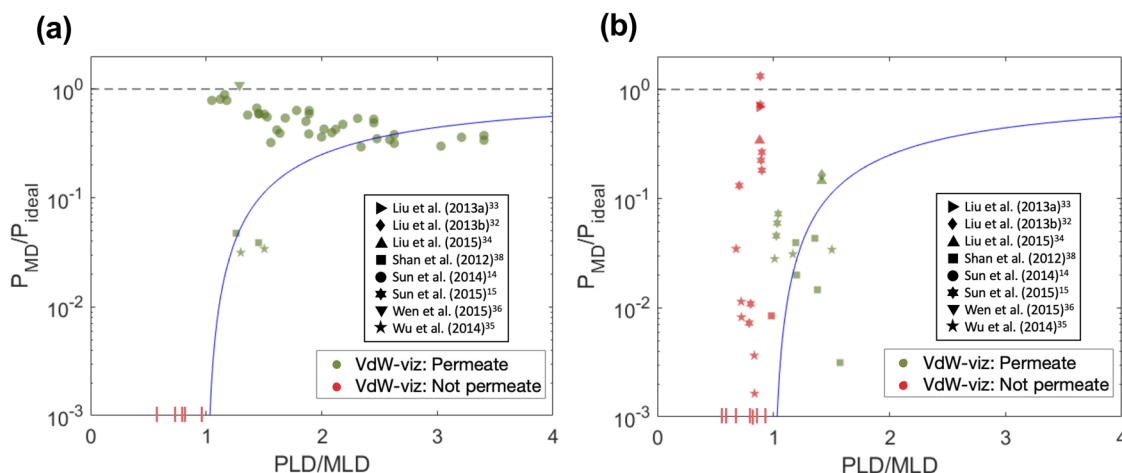 (a)
P_MD/P_ideal
10^0
10^-1
10^-2
10^-3
0
1
2
3
4
PLD/MLD
Liu et al. (2013a)^33
Liu et al. (2013b)^32
Liu et al. (2015)^34
Shan et al. (2012)^38
Sun et al. (2014)^14
Sun et al. (2015)^15
Wen et al. (2015)^36
Wu et al. (2014)^35
VdW-viz: Permeate
VdW-viz: Not permeate
(b)
P_MD/P_ideal
10^0
10^-1
10^-2
10^-3
0
1
2
3
4
PLD/MLD
Liu et al. (2013a)^33
Liu et al. (2013b)^32
Liu et al. (2015)^34
Shan et al. (2012)^38
Sun et al. (2014)^14
Sun et al. (2015)^15
Wen et al. (2015)^36
Wu et al. (2014)^35
VdW-viz: Permeate
VdW-viz: Not permeate